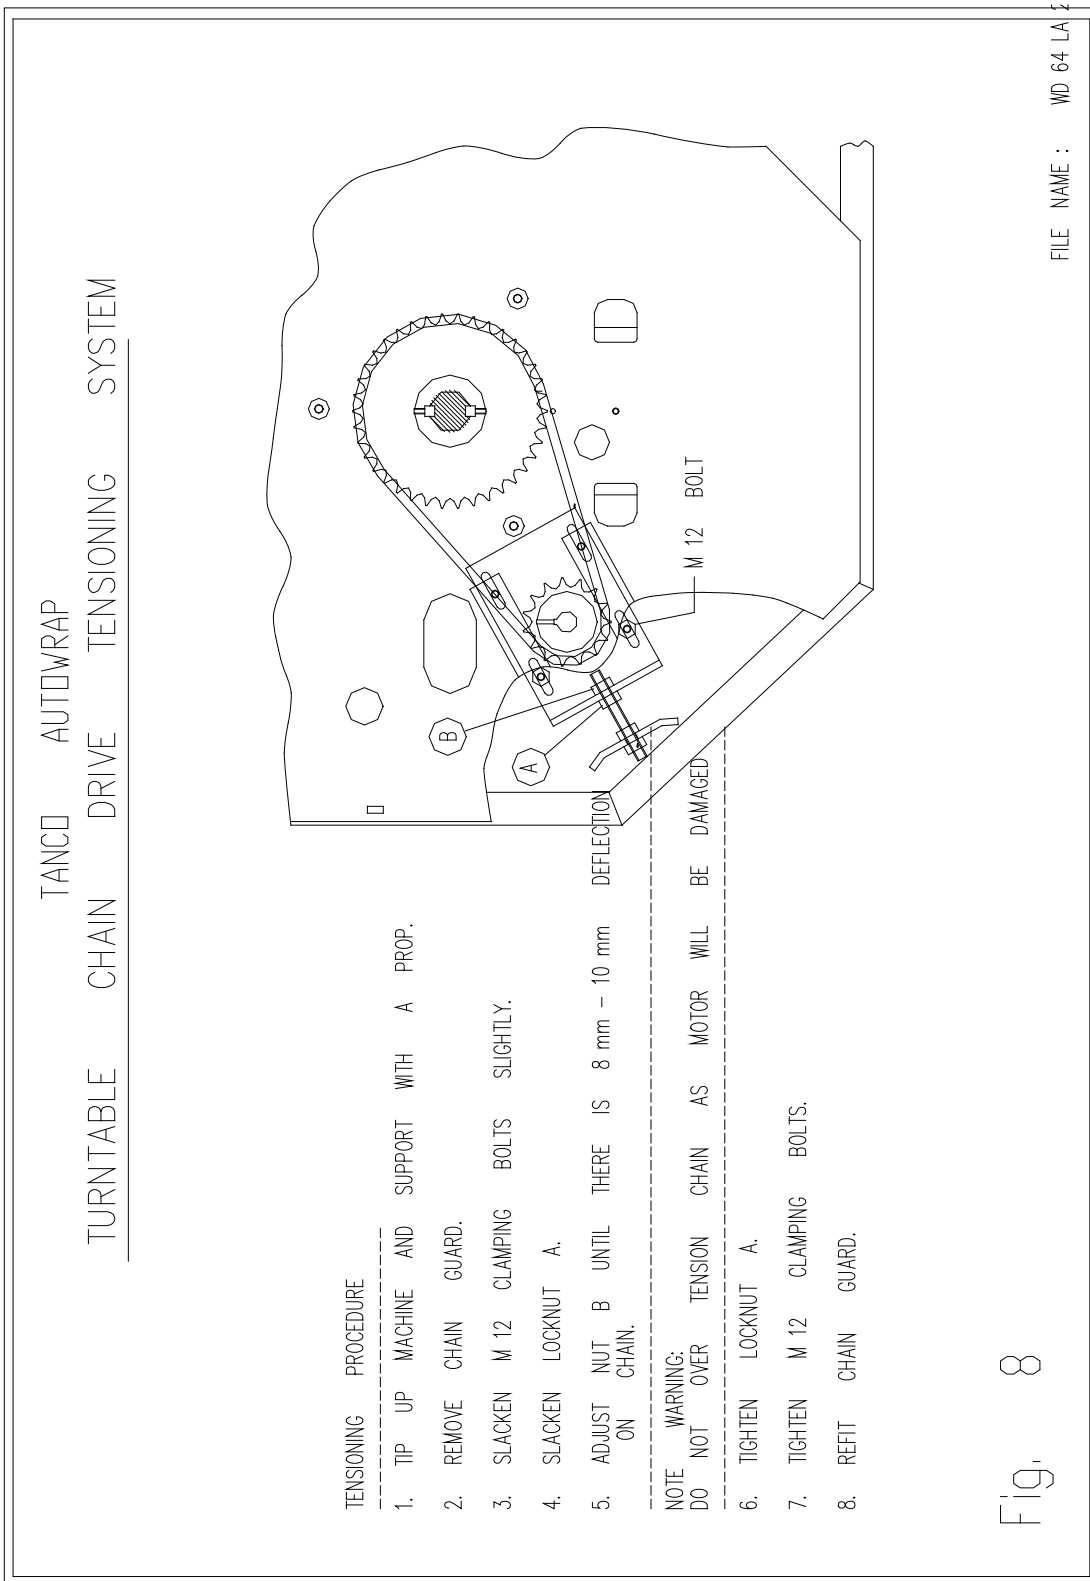 TANCO AUTOWRAP
TURNTABLE CHAIN DRIVE TENSIONING SYSTEM
TENSIONING PROCEDURE
1. TIP UP MACHINE AND SUPPORT WITH A PROP.
2. REMOVE CHAIN GUARD.
3. SLACKEN M 12 CLAMPING BOLTS SLIGHTLY.
4. SLACKEN LOCKNUT A.
5. ADJUST NUT B UNTIL THERE IS 8 mm - 10 mm DEFLECTION
ON CHAIN.
NOTE WARNING:
DO NOT OVER TENSION CHAIN AS MOTOR WILL BE DAMAGED
6. TIGHTEN LOCKNUT A.
7. TIGHTEN M 12 CLAMPING BOLTS.
8. REFIT CHAIN GUARD.
B
A
M 12 BOLT
Fig. 8
FILE NAME : WD 64 LA